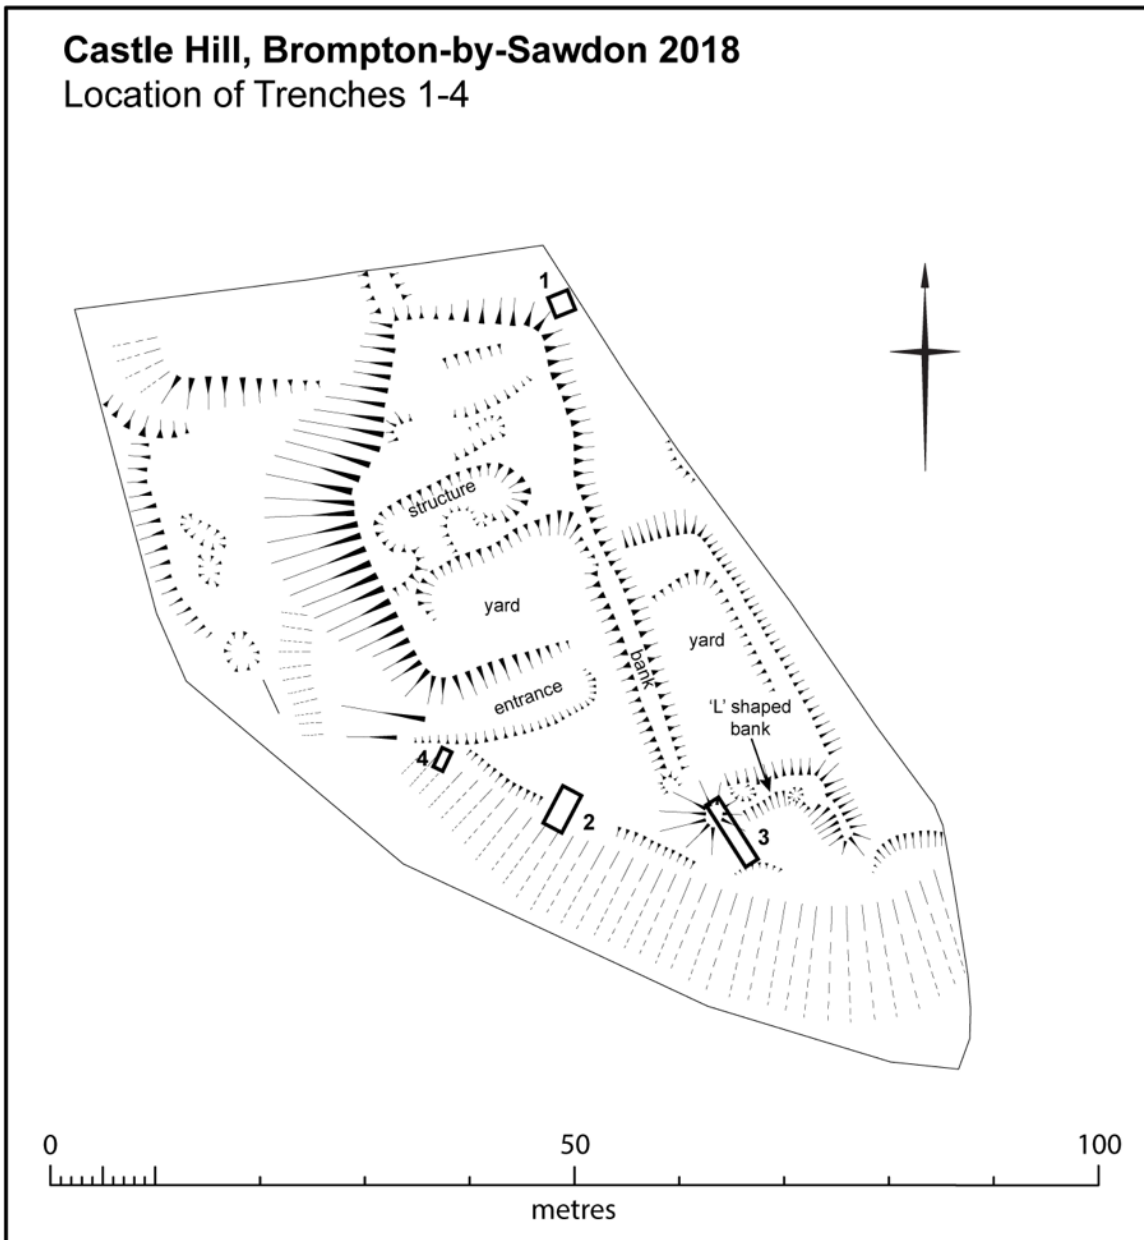 Castle Hill, Brompton-by-Sawdon 2018
Location of Trenches 1-4
1
structure
yard
yard
bank
entrance
'L' shaped
bank
4
2
3
0 50 100
metres